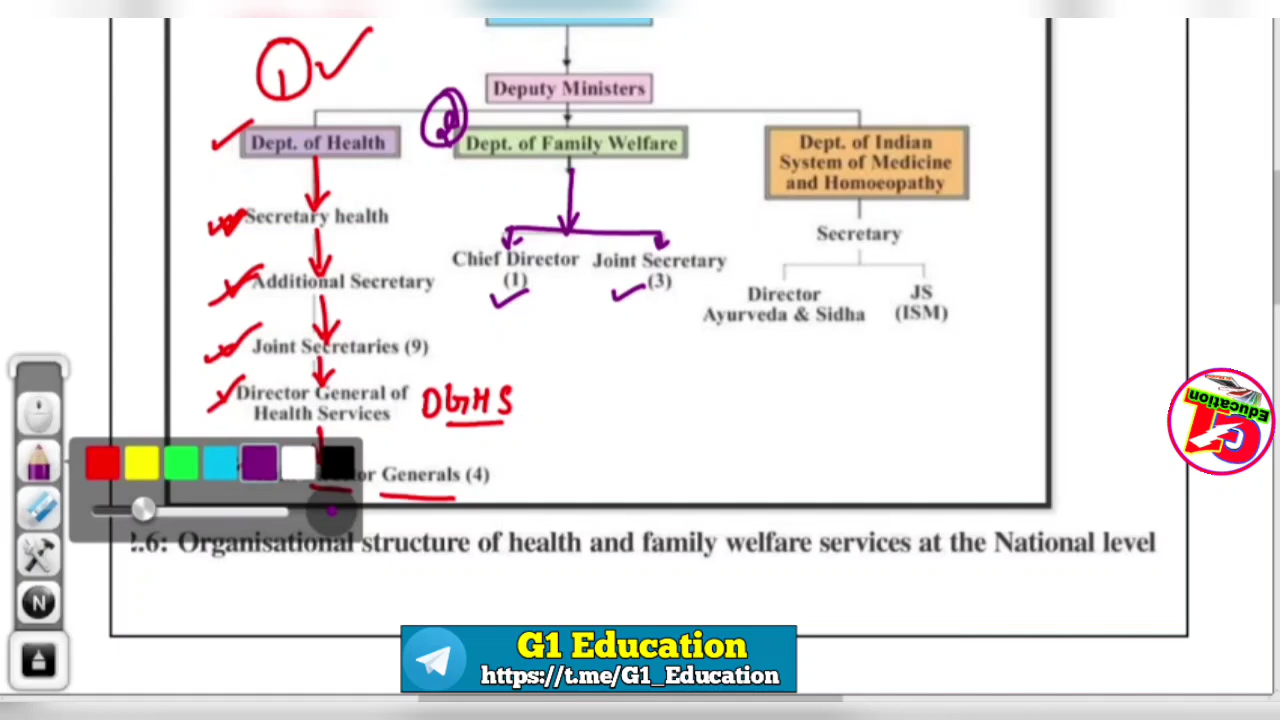 1
Deputy Ministers
Dept. of Health
Dept. of Family Welfare
Dept. of Indian
System of Medicine
and Homoeopathy
Secretary health
Additional Secretary
Joint Secretaries (9)
Director General of
Health Services
DGHS
Generals (4)
Chief Director
(1)
Joint Secretary
(3)
Secretary
Director
Ayurveda & Sidha
JS
(ISM)
2.6: Organisational structure of health and family welfare services at the National level
N
G1 Education
https://t.me/G1_Education
Education
G1